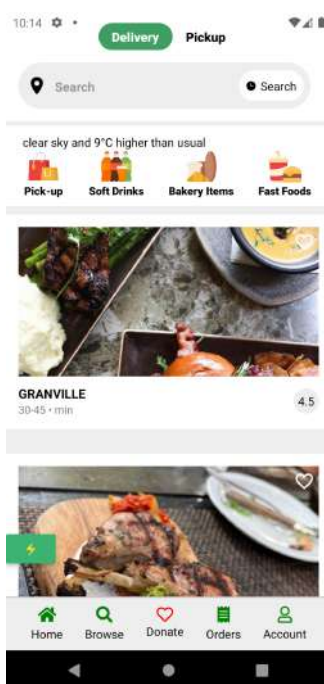 10:14
Delivery Pickup
Search Search
clear sky and 9°C higher than usual
Pick-up Soft Drinks Bakery Items Fast Foods
GRANVILLE
30-45 • min
4.5
Home Browse Donate Orders Account